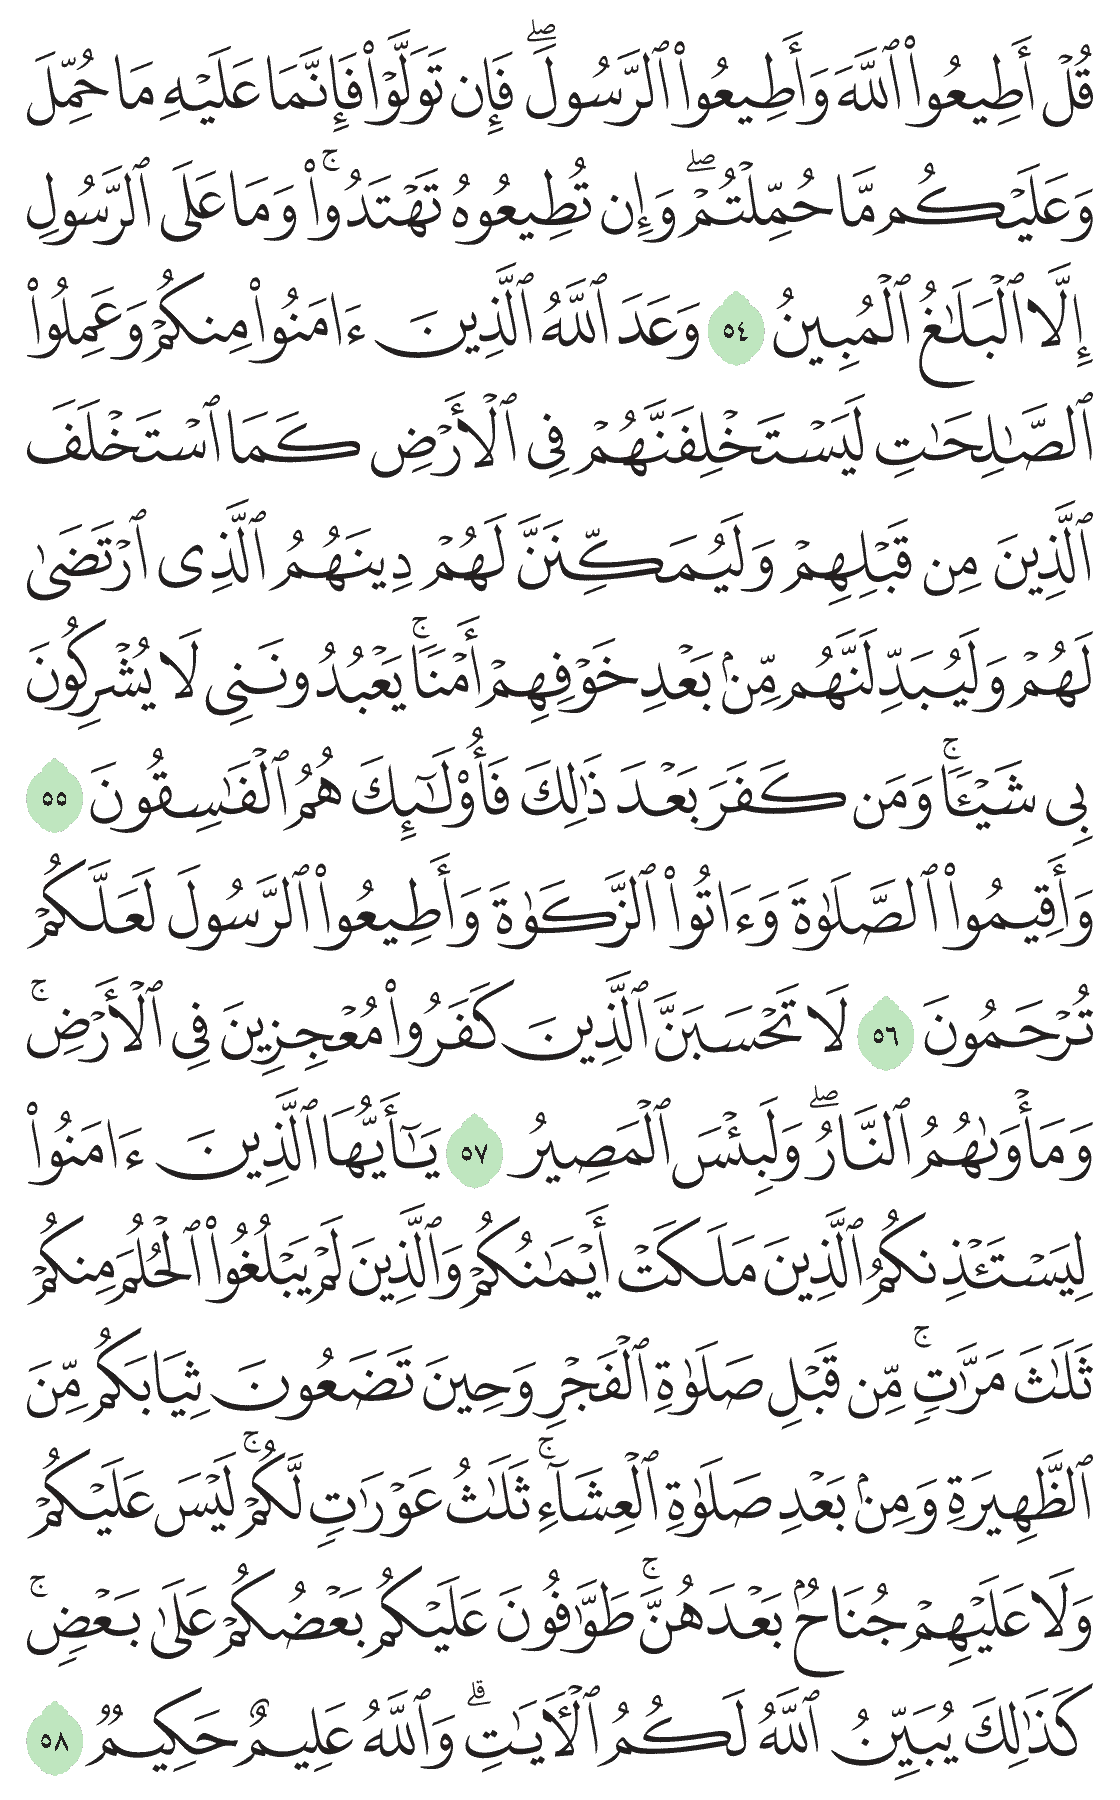 قُلۡ أَطِيعُواْ ٱللَّهَ وَأَطِيعُواْ ٱلرَّسُولَۖ فَإِن تَوَلَّوۡاْ فَإِنَّمَا عَلَيۡهِ مَا حُمِّلَ
وَعَلَيۡكُم مَّا حُمِّلۡتُمۡۖ وَإِن تُطِيعُوهُ تَهۡتَدُواْۚ وَمَا عَلَى ٱلرَّسُولِ
إِلَّا ٱلۡبَلَٰغُ ٱلۡمُبِينُ ٥٤ وَعَدَ ٱللَّهُ ٱلَّذِينَ ءَامَنُواْ مِنكُمۡ وَعَمِلُواْ
ٱلصَّٰلِحَٰتِ لَيَسۡتَخۡلِفَنَّهُمۡ فِي ٱلۡأَرۡضِ كَمَا ٱسۡتَخۡلَفَ
ٱلَّذِينَ مِن قَبۡلِهِمۡ وَلَيُمَكِّنَنَّ لَهُمۡ دِينَهُمُ ٱلَّذِي ٱرۡتَضَىٰ
لَهُمۡ وَلَيُبَدِّلَنَّهُم مِّنۢ بَعۡدِ خَوۡفِهِمۡ أَمۡنٗاۚ يَعۡبُدُونَنِي لَا يُشۡرِكُونَ
بِي شَيۡـٔٗاۚ وَمَن كَفَرَ بَعۡدَ ذَٰلِكَ فَأُوْلَٰٓئِكَ هُمُ ٱلۡفَٰسِقُونَ ٥٥
وَأَقِيمُواْ ٱلصَّلَوٰةَ وَءَاتُواْ ٱلزَّكَوٰةَ وَأَطِيعُواْ ٱلرَّسُولَ لَعَلَّكُمۡ
تُرۡحَمُونَ ٥٦ لَا تَحۡسَبَنَّ ٱلَّذِينَ كَفَرُواْ مُعۡجِزِينَ فِي ٱلۡأَرۡضِۚ
وَمَأۡوَىٰهُمُ ٱلنَّارُۖ وَلَبِئۡسَ ٱلۡمَصِيرُ ٥٧ يَٰٓأَيُّهَا ٱلَّذِينَ ءَامَنُواْ
لِيَسۡتَـٔۡذِنكُمُ ٱلَّذِينَ مَلَكَتۡ أَيۡمَٰنُكُمۡ وَٱلَّذِينَ لَمۡ يَبۡلُغُواْ ٱلۡحُلُمَ مِنكُمۡ
ثَلَٰثَ مَرَّٰتٖۚ مِّن قَبۡلِ صَلَوٰةِ ٱلۡفَجۡرِ وَحِينَ تَضَعُونَ ثِيَابَكُم مِّنَ
ٱلظَّهِيرَةِ وَمِنۢ بَعۡدِ صَلَوٰةِ ٱلۡعِشَآءِۚ ثَلَٰثُ عَوۡرَٰتٖ لَّكُمۡۚ لَيۡسَ عَلَيۡكُمۡ
وَلَا عَلَيۡهِمۡ جُنَاحُۢ بَعۡدَهُنَّۚ طَوَّٰفُونَ عَلَيۡكُم بَعۡضُكُمۡ عَلَىٰ بَعۡضٖۚ
كَذَٰلِكَ يُبَيِّنُ ٱللَّهُ لَكُمُ ٱلۡأٓيَٰتِۗ وَٱللَّهُ عَلِيمٌ حَكِيمٞ ٥٨